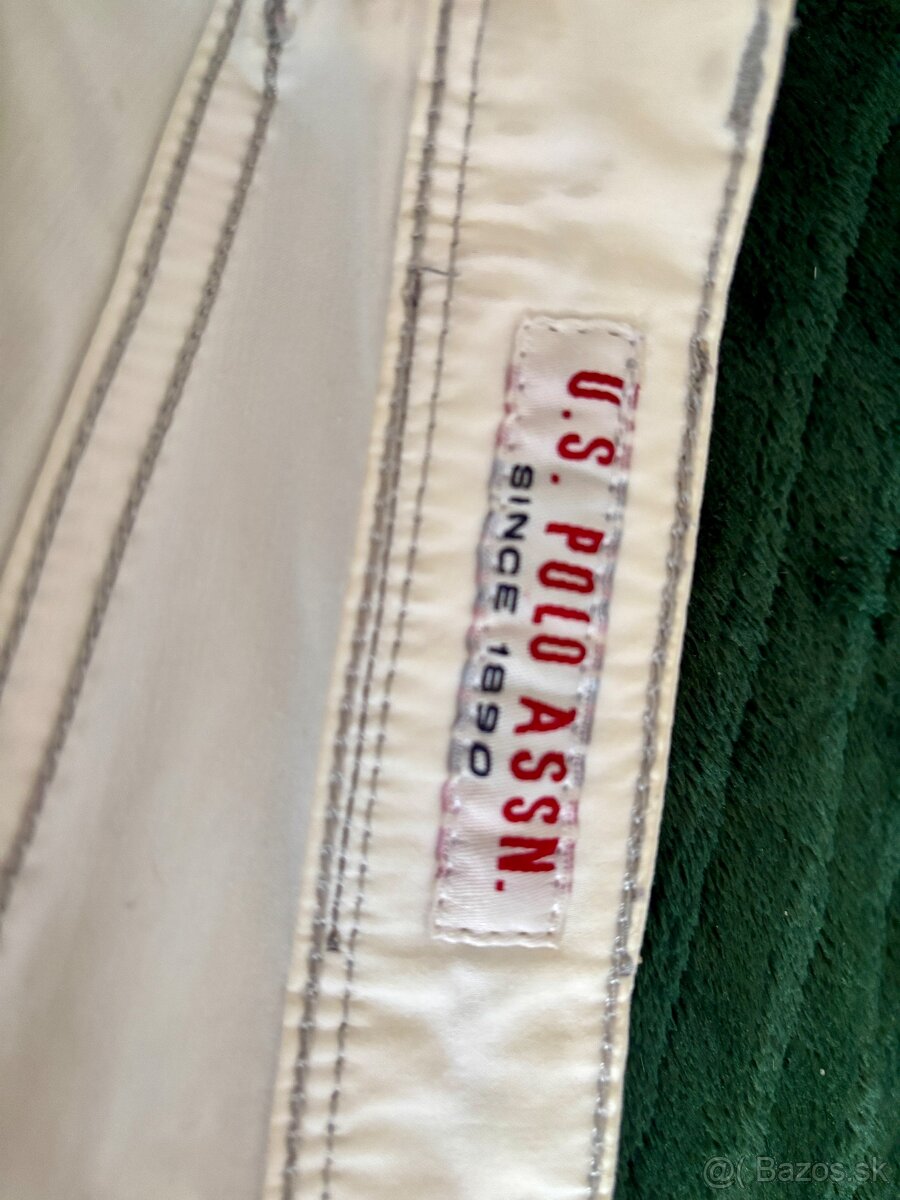 U.S. POLO ASSN.
SINCE 1890
@( Bazos.sk